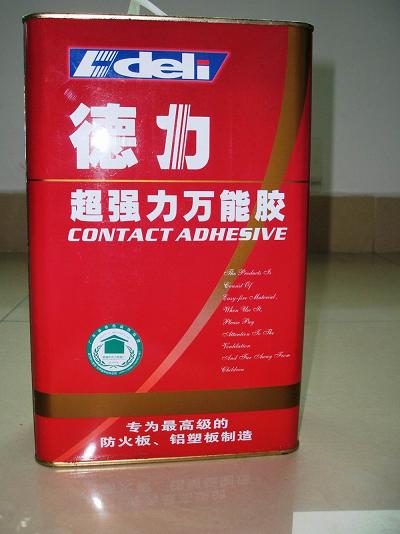 deli
德力
超强力万能胶
CONTACT ADHESIVE
The Products Is
Consist Of
Easy-fire Material,
When Use It,
Please Pay
Attention To The
Ventilation
And Far Away From
Children
专为最高级的
防火板、铝塑板制造